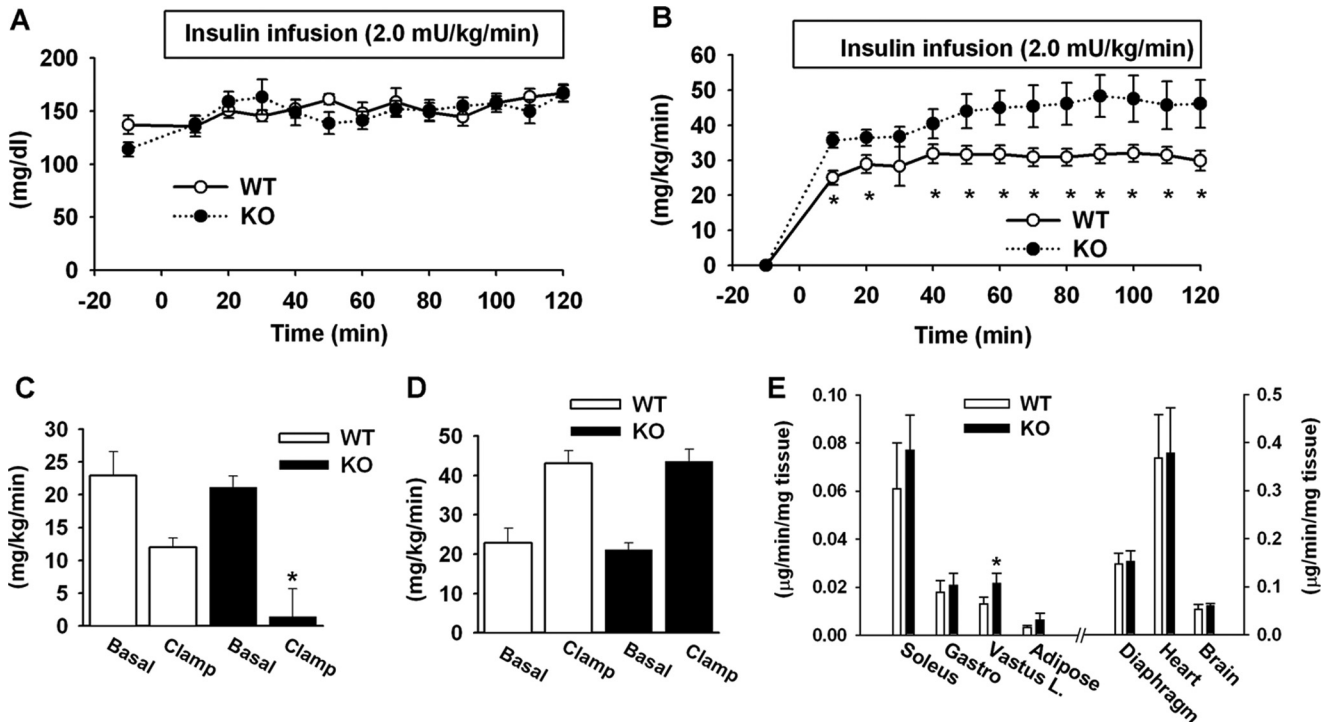 A
Insulin infusion (2.0 mU/kg/min)
200
150
100
50
0
(mg/dl)
WT
KO
-20 0 20 40 60 80 100 120
Time (min)
B
Insulin infusion (2.0 mU/kg/min)
60
50
40
30
20
10
0
(mg/kg/min)
* * * * * * * * * * *
WT
KO
-20 0 20 40 60 80 100 120
Time (min)
C
WT
KO
30
25
20
15
10
5
0
(mg/kg/min)
*
Basal Clamp Basal Clamp
D
WT
KO
50
40
30
20
10
0
(mg/kg/min)
Basal Clamp Basal Clamp
E
WT
KO
0.10
0.08
0.06
0.04
0.02
0.00
(µg/min/mg tissue)
*
0.5
0.4
0.3
0.2
0.1
0.0
(µg/min/mg tissue)
Soleus Gastro Vastus L. Adipose Diaphragm Heart Brain